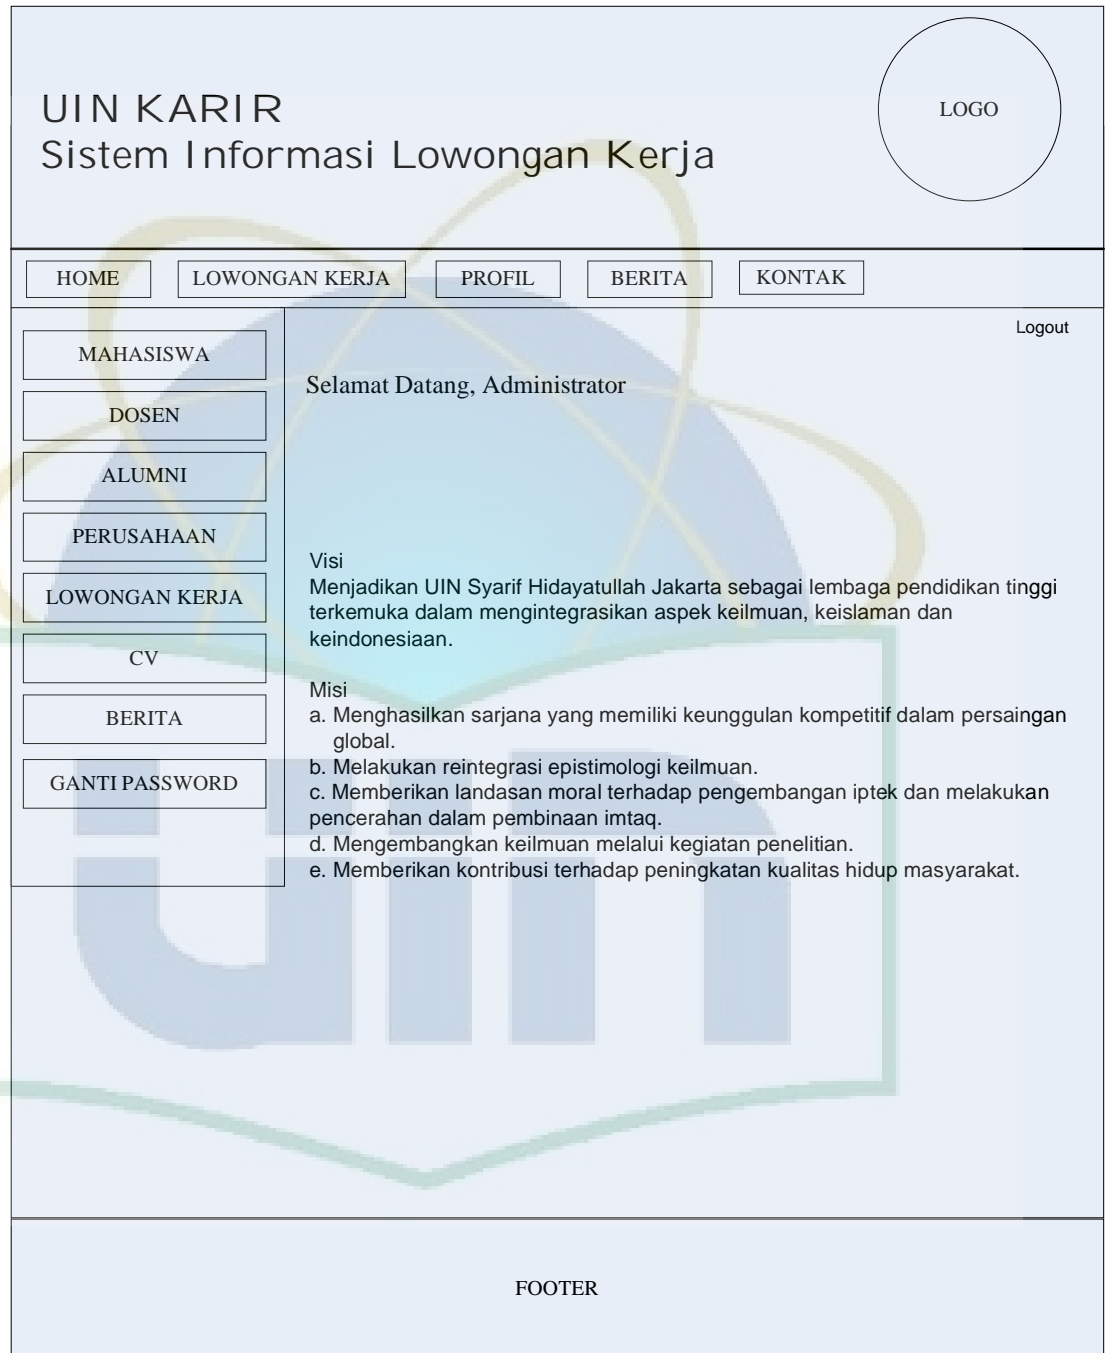 UIN KARIR
Sistem Informasi Lowongan Kerja
LOGO
HOME
LOWONGAN KERJA
PROFIL
BERITA
KONTAK
Logout
MAHASISWA
DOSEN
ALUMNI
PERUSAHAAN
LOWONGAN KERJA
CV
BERITA
GANTI PASSWORD
Selamat Datang, Administrator
Visi
Menjadikan UIN Syarif Hidayatullah Jakarta sebagai lembaga pendidikan tinggi
terkemuka dalam mengintegrasikan aspek keilmuan, keislaman dan
keindonesiaan.
Misi
a. Menghasilkan sarjana yang memiliki keunggulan kompetitif dalam persaingan
global.
b. Melakukan reintegrasi epistimologi keilmuan.
c. Memberikan landasan moral terhadap pengembangan iptek dan melakukan
pencerahan dalam pembinaan imtaq.
d. Mengembangkan keilmuan melalui kegiatan penelitian.
e. Memberikan kontribusi terhadap peningkatan kualitas hidup masyarakat.
uin
FOOTER